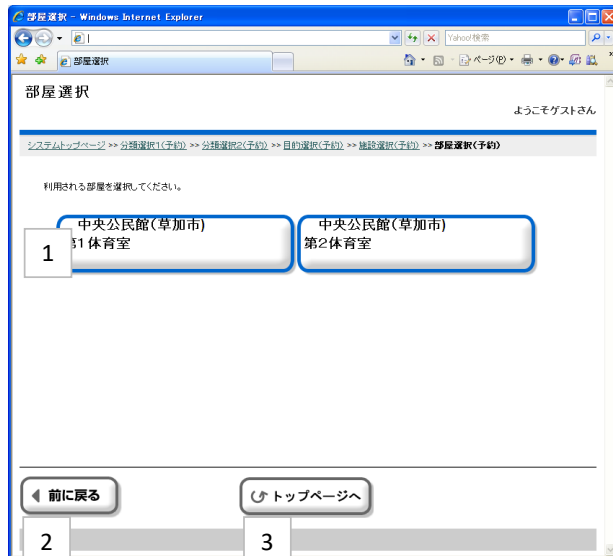 部屋選択 - Windows Internet Explorer
Yahoo!検索
部屋選択
ページ(P)
部屋選択
ようこそゲストさん
システムトップページ >> 分類選択1(予約) >> 分類選択2(予約) >> 目的選択(予約) >> 施設選択(予約) >> 部屋選択(予約)
利用される部屋を選択してください。
中央公民館(草加市)
第1体育室
中央公民館(草加市)
第2体育室
1
前に戻る
トップページへ
2
3